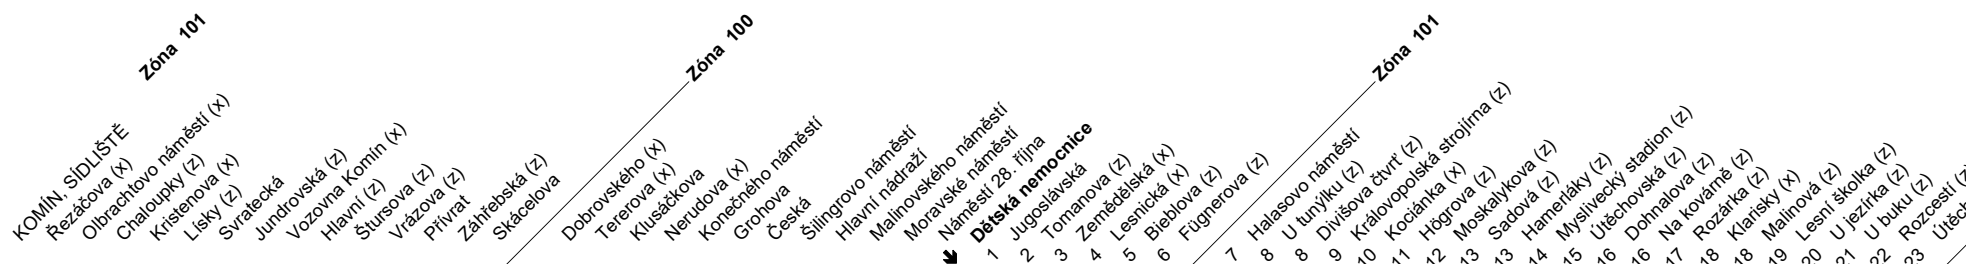 Zóna 101
KOMÍN, SÍDLIŠTĚ
Řezáčova (x)
Olbrachtovo náměstí (x)
Chaloupky (z)
Kristenova (x)
Lísky (z)
Svratecká
Jundrovská (z)
Vozovna Komín (x)
Hlavní (z)
Štursova (z)
Vrázova (z)
Přívrat
Záhřebská (z)
Skácelova
Zóna 100
Dobrovského (x)
Tererova (x)
Klusáčkova
Nerudova (x)
Konečného náměstí
Grohova
Česká
Šilingrovo náměstí
Hlavní nádraží
Malinovského náměstí
Moravské náměstí
Náměstí 28. října
Dětská nemocnice
1 Jugoslávská
2 Tomanova (z)
3 Zemědělská (x)
4 Lesnická (x)
5 Bieblova (z)
6 Fügnerova (z)
Zóna 101
7 Halasovo náměstí
8 U tunýlku (z)
8 Divišova čtvrť (z)
9 Královopolská strojírna (z)
10 Kociánka (x)
11 Högrova (z)
12 Moskalykova (z)
13 Sadová (z)
13 Hamerláky (z)
14 Myslivecký stadion (z)
15 Útěchovská (z)
16 Dohnalova (z)
16 Na kovárně (z)
17 Rozárka (z)
18 Klarisky (x)
18 Malinová (z)
19 Lesní školka (z)
20 U jezírka (z)
21 U buku (z)
22 Rozcestí (z
23 Útěch